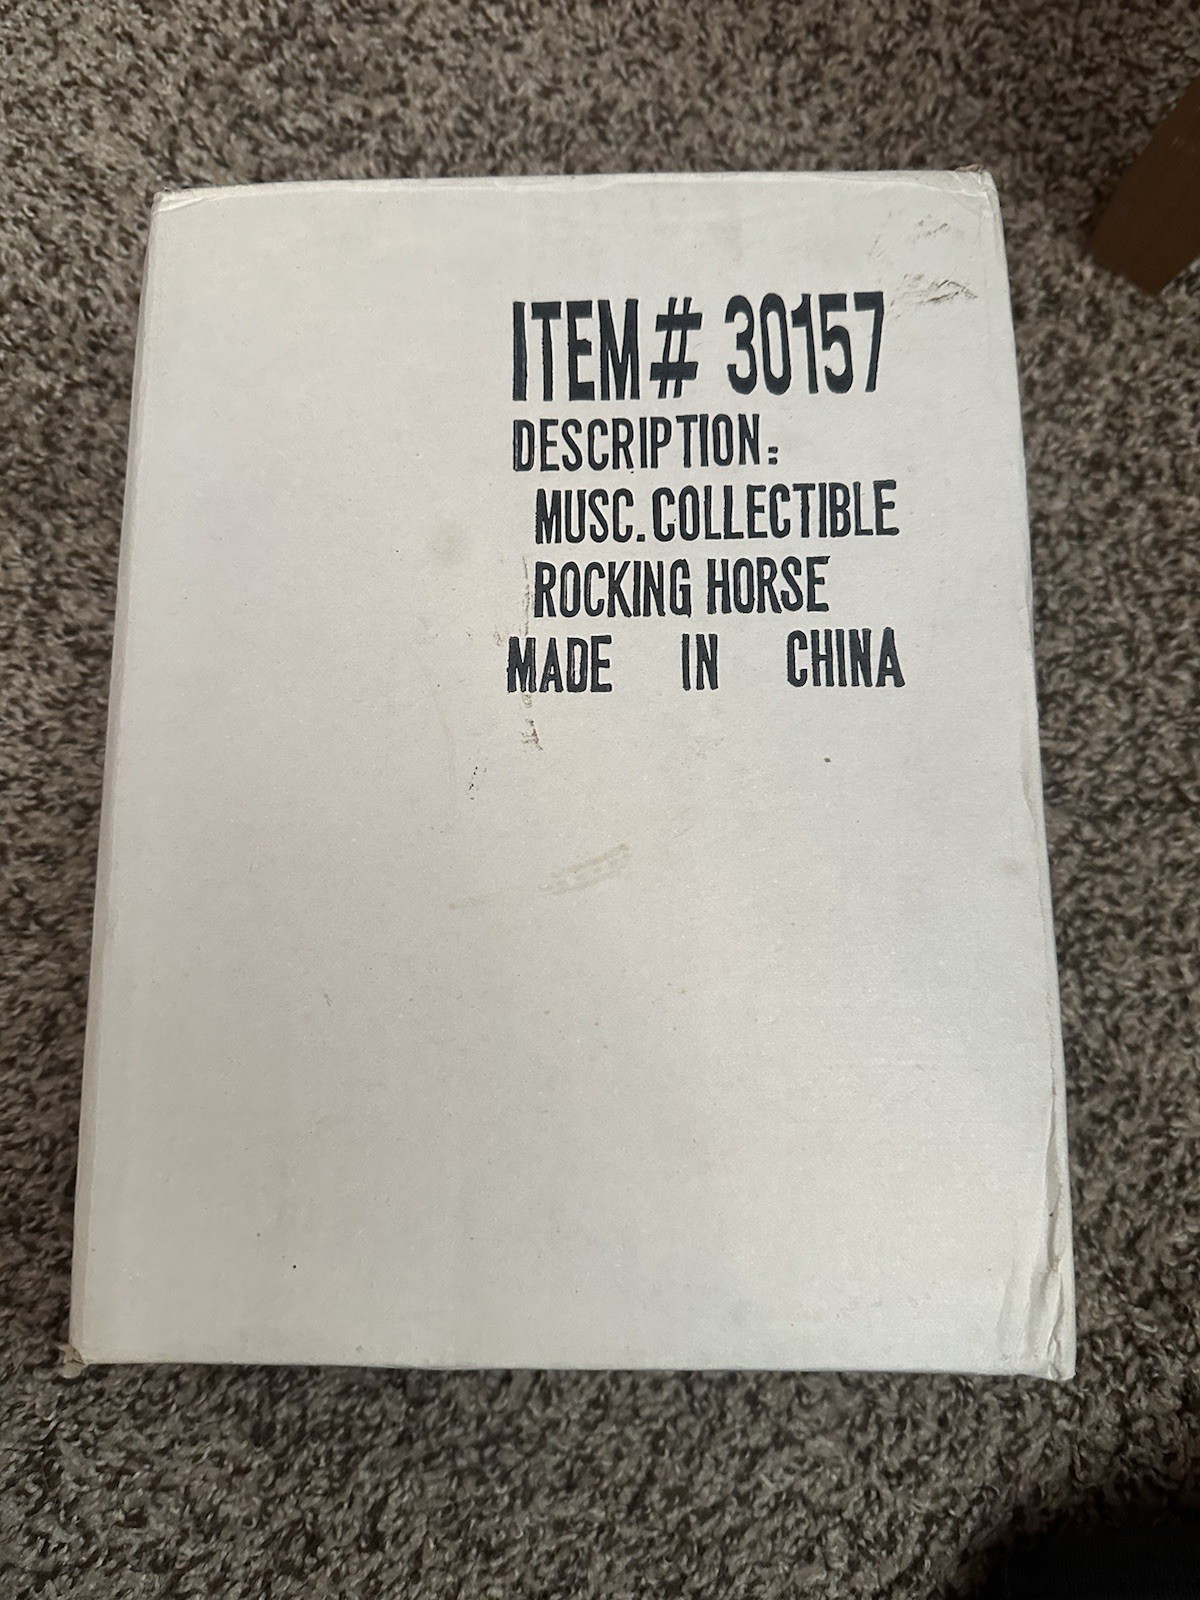 ITEM# 30157
DESCRIPTION:
MUSC. COLLECTIBLE
ROCKING HORSE
MADE IN CHINA